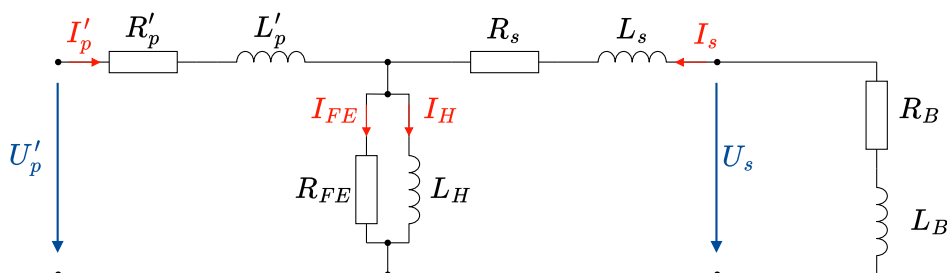 I′p R′p L′p Rs Ls Is
IFE IH RB
U′p Us
RFE LH LB